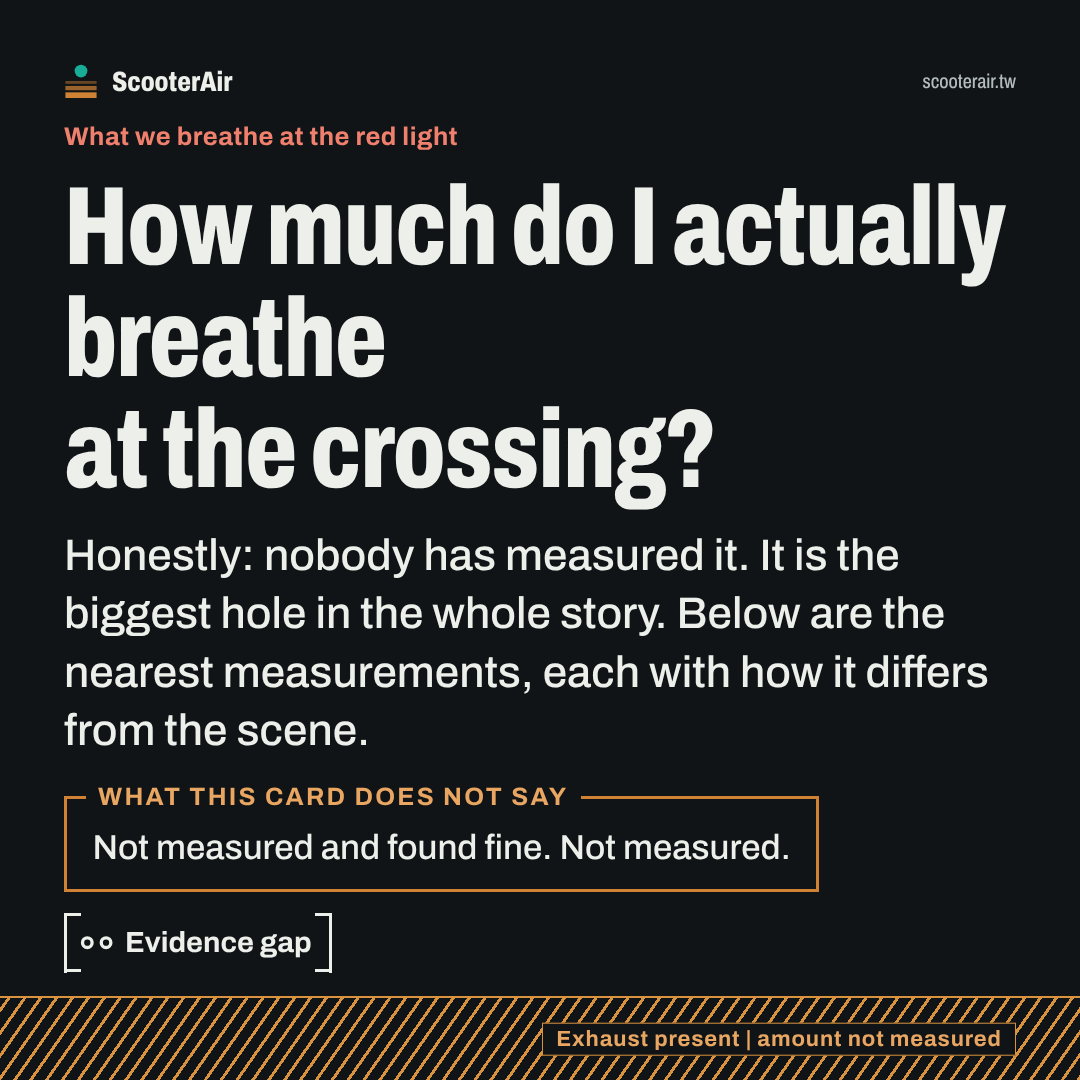 ScooterAir
scooterair.tw
What we breathe at the red light
How much do I actually
breathe
at the crossing?
Honestly: nobody has measured it. It is the
biggest hole in the whole story. Below are the
nearest measurements, each with how it differs
from the scene.
WHAT THIS CARD DOES NOT SAY
Not measured and found fine. Not measured.
Evidence gap
Exhaust present | amount not measured